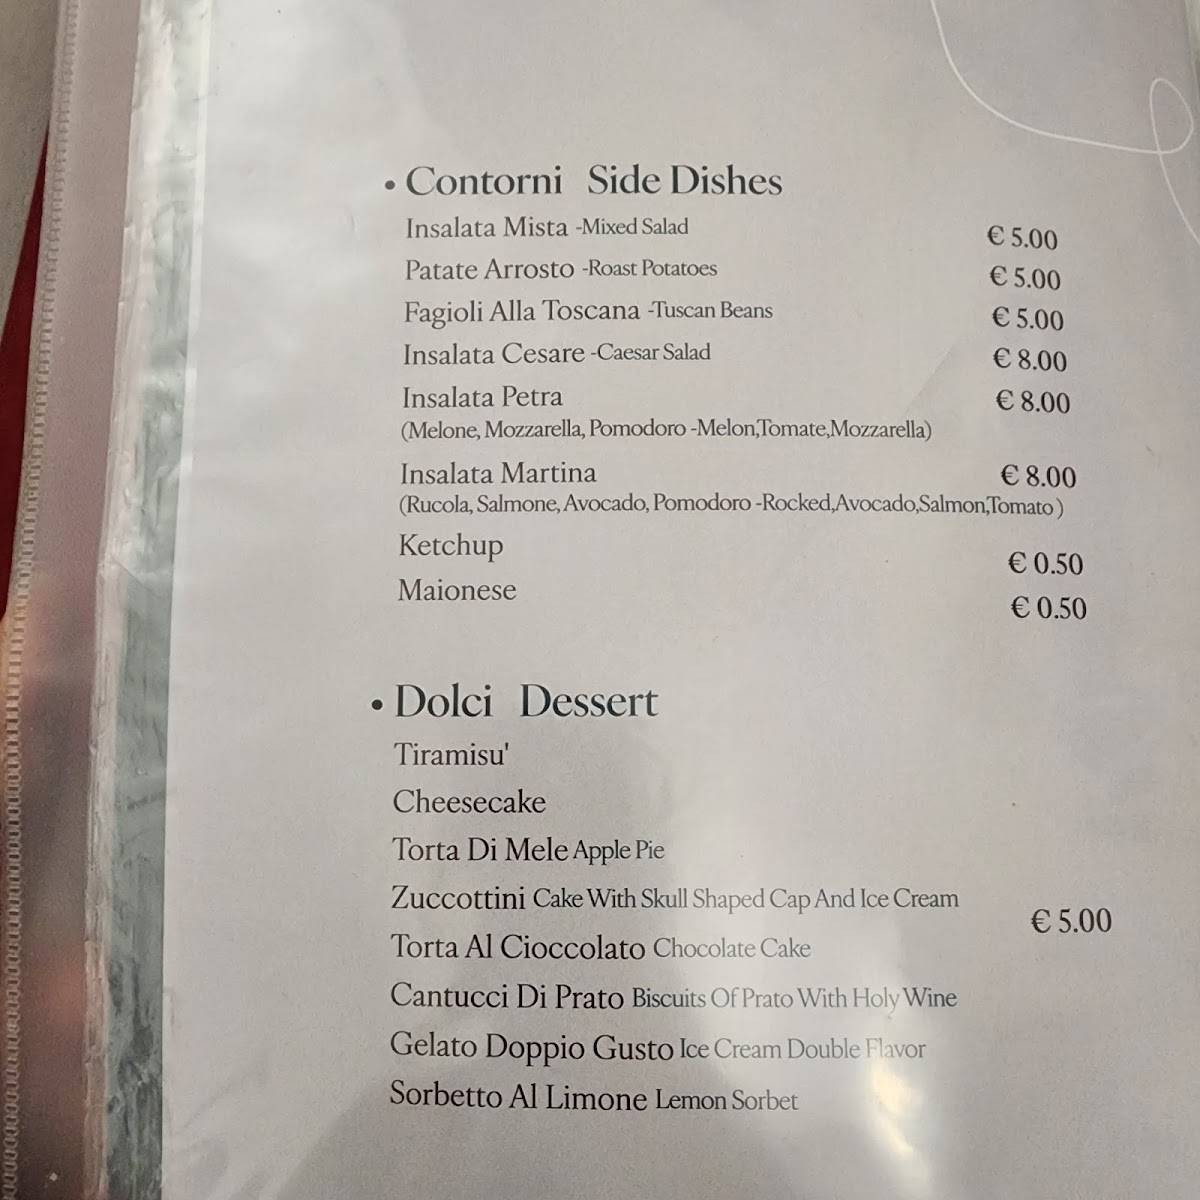 • Contorni Side Dishes
Insalata Mista -Mixed Salad € 5.00
Patate Arrosto -Roast Potatoes € 5.00
Fagioli Alla Toscana -Tuscan Beans € 5.00
Insalata Cesare -Caesar Salad € 8.00
Insalata Petra € 8.00
(Melone, Mozzarella, Pomodoro -Melon,Tomate,Mozzarella)
Insalata Martina € 8.00
(Rucola, Salmone, Avocado, Pomodoro -Rocked,Avocado,Salmon,Tomato )
Ketchup € 0.50
Maionese € 0.50
• Dolci Dessert
Tiramisu'
Cheesecake
Torta Di Mele Apple Pie
Zuccottini Cake With Skull Shaped Cap And Ice Cream
€ 5.00
Torta Al Cioccolato Chocolate Cake
Cantucci Di Prato Biscuits Of Prato With Holy Wine
Gelato Doppio Gusto Ice Cream Double Flavor
Sorbetto Al Limone Lemon Sorbet